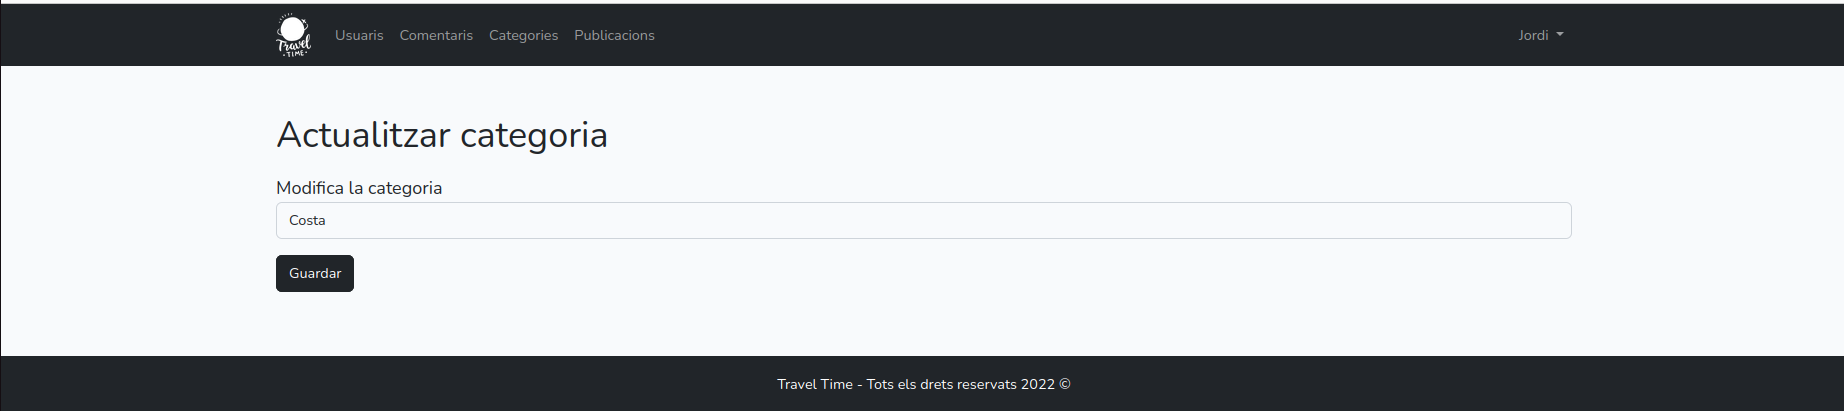 Travel
TIME
Usuaris Comentaris Categories Publicacions Jordi
Actualitzar categoria
Modifica la categoria
Costa
Guardar
Travel Time - Tots els drets reservats 2022 ©